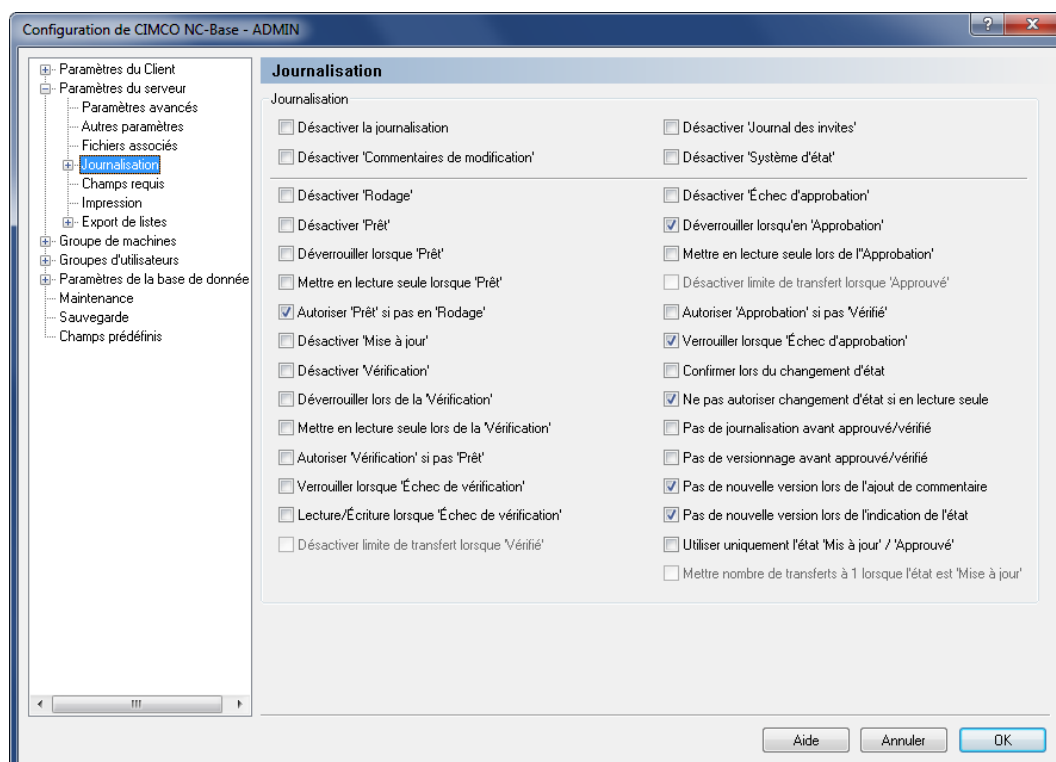 Configuration de CIMCO NC-Base - ADMIN
Paramètres du Client
Paramètres du serveur
Paramètres avancés
Autres paramètres
Fichiers associés
Journalisation
Champs requis
Impression
Export de listes
Groupe de machines
Groupes d'utilisateurs
Paramètres de la base de donnée
Maintenance
Sauvegarde
Champs prédéfinis
Journalisation
Journalisation
Désactiver la journalisation
Désactiver 'Journal des invites'
Désactiver 'Commentaires de modification'
Désactiver 'Système d'état'
Désactiver 'Rodage'
Désactiver 'Prêt'
Déverrouiller lorsque 'Prêt'
Mettre en lecture seule lorsque 'Prêt'
Autoriser 'Prêt' si pas en 'Rodage'
Désactiver 'Mise à jour'
Désactiver 'Vérification'
Déverrouiller lors de la 'Vérification'
Mettre en lecture seule lors de la 'Vérification'
Autoriser 'Vérification' si pas 'Prêt'
Verrouiller lorsque 'Échec de vérification'
Lecture/Écriture lorsque 'Échec de vérification'
Désactiver limite de transfert lorsque 'Vérifié'
Désactiver 'Échec d'approbation'
Déverrouiller lorsqu'en 'Approbation'
Mettre en lecture seule lors de l''Approbation'
Désactiver limite de transfert lorsque 'Approuvé'
Autoriser 'Approbation' si pas 'Vérifié'
Verrouiller lorsque 'Échec d'approbation'
Confirmer lors du changement d'état
Ne pas autoriser changement d'état si en lecture seule
Pas de journalisation avant approuvé/vérifié
Pas de versionnage avant approuvé/vérifié
Pas de nouvelle version lors de l'ajout de commentaire
Pas de nouvelle version lors de l'indication de l'état
Utiliser uniquement l'état 'Mis à jour' / 'Approuvé'
Mettre nombre de transferts à 1 lorsque l'état est 'Mise à jour'
Aide
Annuler
OK